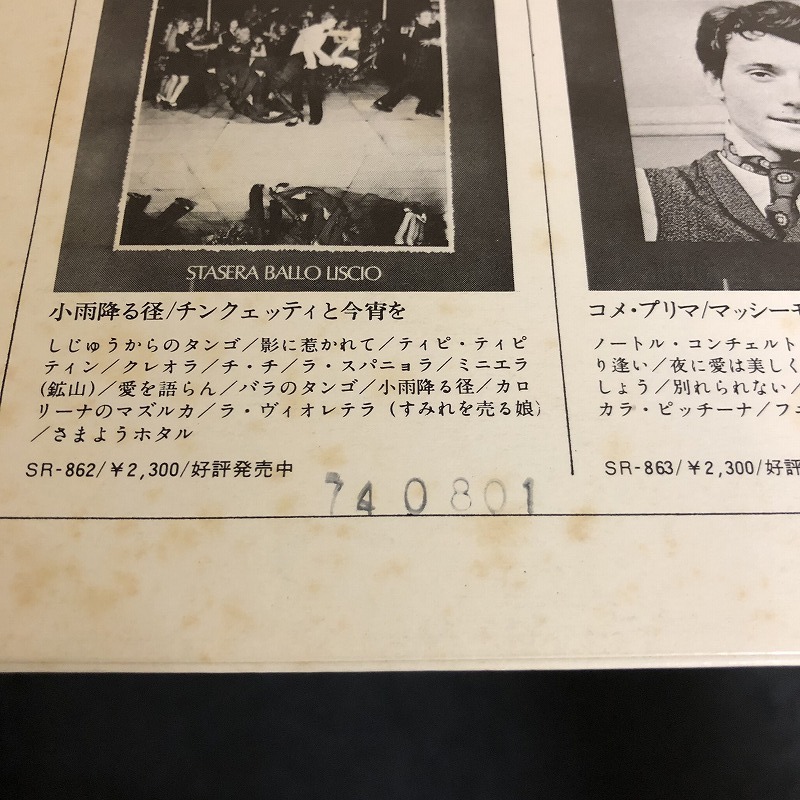 STASERA BALLO LISCIO
小雨降る径/チンクェッティと今宵を
しじゅうからのタンゴ/影に惹かれて/ティピ・ティピ
ティン/クレオラ/チ・チ/ラ・スパニョラ/ミニエラ
(鉱山)/愛を語らん/バラのタンゴ/小雨降る径/カロ
リーナのマズルカ/ラ・ヴィオレテラ (すみれを売る娘)
/さまようホタル
SR-862/¥2,300/好評発売中
740801
コメ・プリマ/マッシー
ノートル・コンチェルト
り逢い/夜に愛は美しく
しょう/別れられない/
カラ・ピッチーナ/フ
SR-863/¥2,300/好評